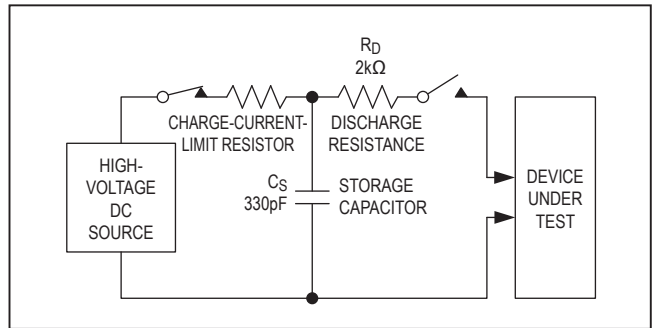 R_D
2kΩ
CHARGE-CURRENT-
LIMIT RESISTOR
DISCHARGE
RESISTANCE
HIGH-
VOLTAGE
DC
SOURCE
C_S
330pF
STORAGE
CAPACITOR
DEVICE
UNDER
TEST